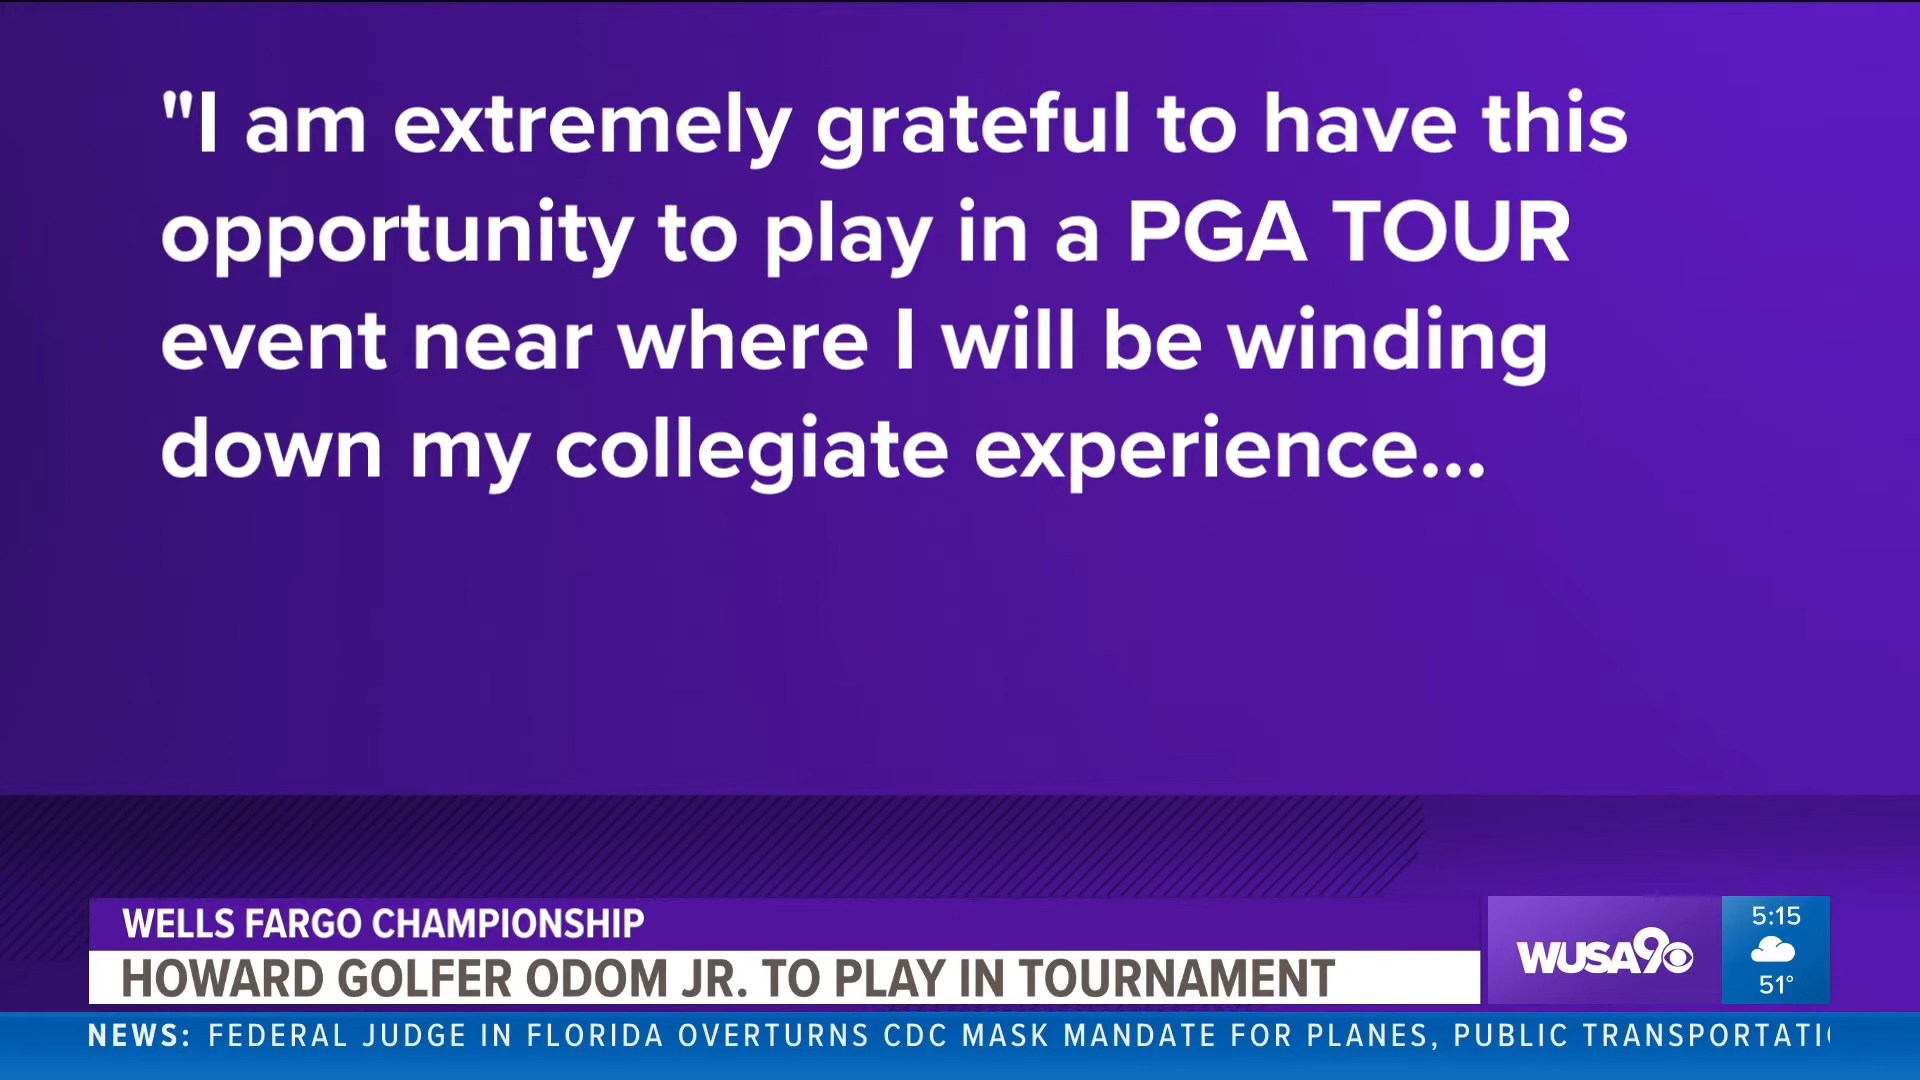 "I am extremely grateful to have this
opportunity to play in a PGA TOUR
event near where I will be winding
down my collegiate experience...
WELLS FARGO CHAMPIONSHIP
HOWARD GOLFER ODOM JR. TO PLAY IN TOURNAMENT
WUSA9
5:15
51°
NEWS: FEDERAL JUDGE IN FLORIDA OVERTURNS CDC MASK MANDATE FOR PLANES, PUBLIC TRANSPORTATI